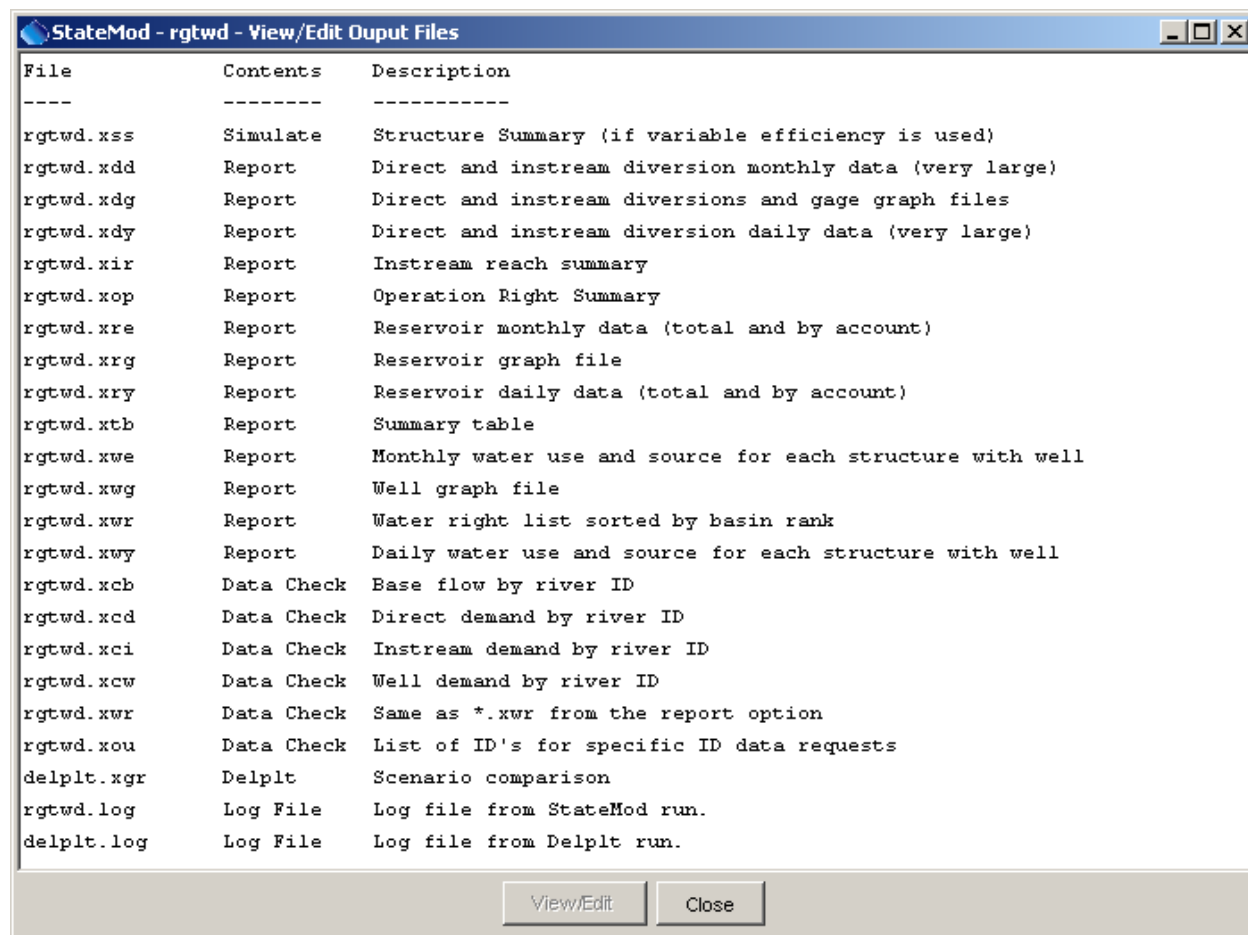 StateMod - rgtwd - View/Edit Ouput Files
File Contents Description
---- -------- -----------
rgtwd.xss Simulate Structure Summary (if variable efficiency is used)
rgtwd.xdd Report Direct and instream diversion monthly data (very large)
rgtwd.xdg Report Direct and instream diversions and gage graph files
rgtwd.xdy Report Direct and instream diversion daily data (very large)
rgtwd.xir Report Instream reach summary
rgtwd.xop Report Operation Right Summary
rgtwd.xre Report Reservoir monthly data (total and by account)
rgtwd.xrg Report Reservoir graph file
rgtwd.xry Report Reservoir daily data (total and by account)
rgtwd.xtb Report Summary table
rgtwd.xwe Report Monthly water use and source for each structure with well
rgtwd.xwg Report Well graph file
rgtwd.xwr Report Water right list sorted by basin rank
rgtwd.xwy Report Daily water use and source for each structure with well
rgtwd.xcb Data Check Base flow by river ID
rgtwd.xcd Data Check Direct demand by river ID
rgtwd.xci Data Check Instream demand by river ID
rgtwd.xcw Data Check Well demand by river ID
rgtwd.xwr Data Check Same as *.xwr from the report option
rgtwd.xou Data Check List of ID's for specific ID data requests
delplt.xgr Delplt Scenario comparison
rgtwd.log Log File Log file from StateMod run.
delplt.log Log File Log file from Delplt run.
View/Edit Close